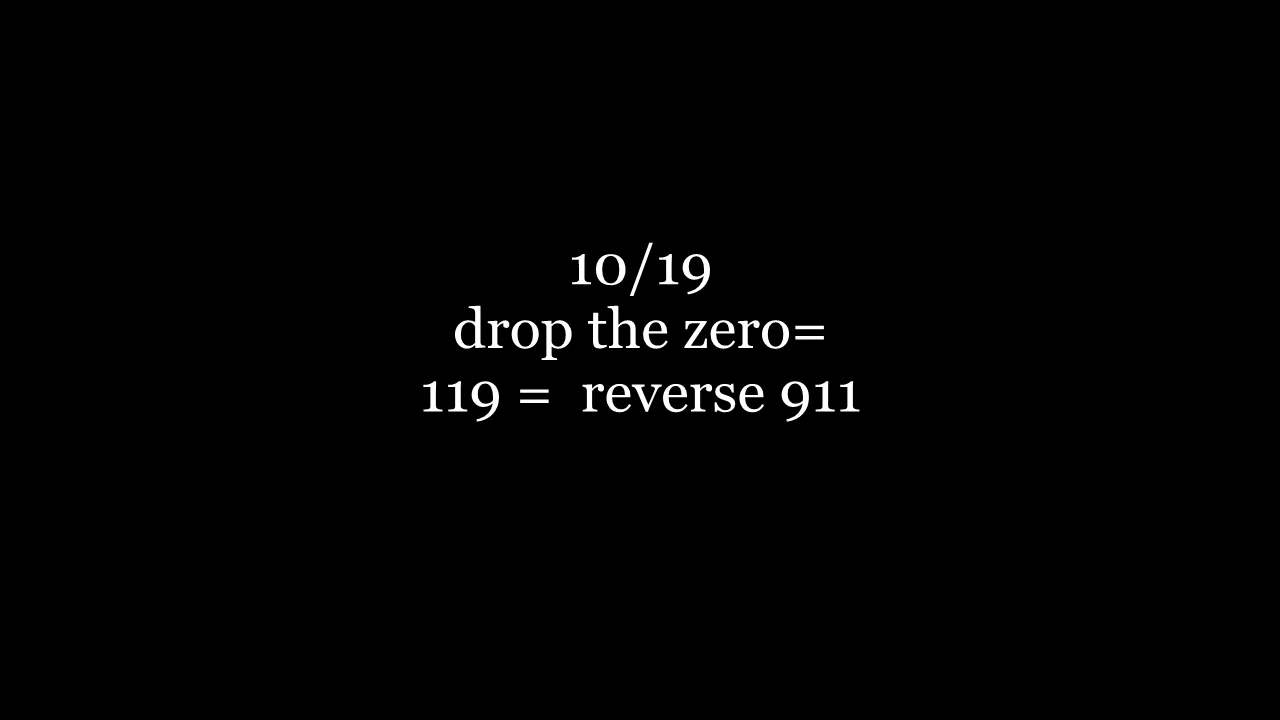 10/19
drop the zero=
119 =  reverse 911